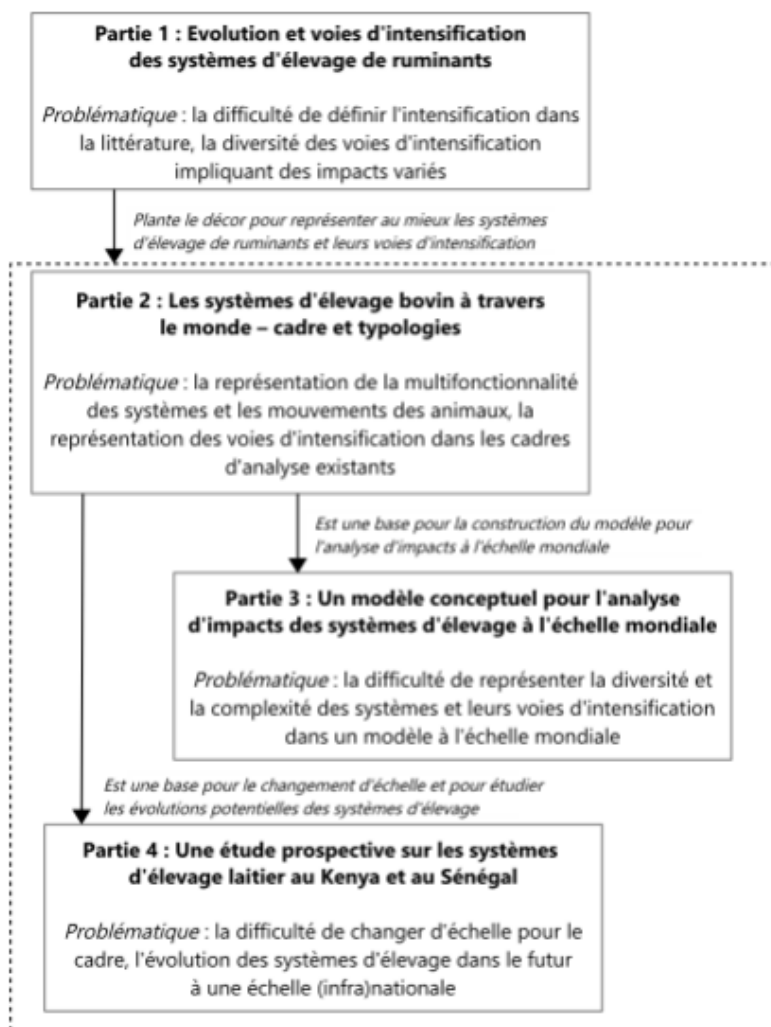 Partie 1 : Evolution et voies d'intensification
des systèmes d'élevage de ruminants
Problématique : la difficulté de définir l'intensification dans
la littérature, la diversité des voies d'intensification
impliquant des impacts variés
Plante le décor pour représenter au mieux les systèmes
d'élevage de ruminants et leurs voies d'intensification
Partie 2 : Les systèmes d'élevage bovin à travers
le monde – cadre et typologies
Problématique : la représentation de la multifonctionnalité
des systèmes et les mouvements des animaux, la
représentation des voies d'intensification dans les cadres
d'analyse existants
Est une base pour la construction du modèle pour
l'analyse d'impacts à l'échelle mondiale
Partie 3 : Un modèle conceptuel pour l'analyse
d'impacts des systèmes d'élevage à l'échelle mondiale
Problématique : la difficulté de représenter la diversité et
la complexité des systèmes et leurs voies d'intensification
dans un modèle à l'échelle mondiale
Est une base pour le changement d'échelle et pour étudier
les évolutions potentielles des systèmes d'élevage
Partie 4 : Une étude prospective sur les systèmes
d'élevage laitier au Kenya et au Sénégal
Problématique : la difficulté de changer d'échelle pour le
cadre, l'évolution des systèmes d'élevage dans le futur
à une échelle (infra)nationale